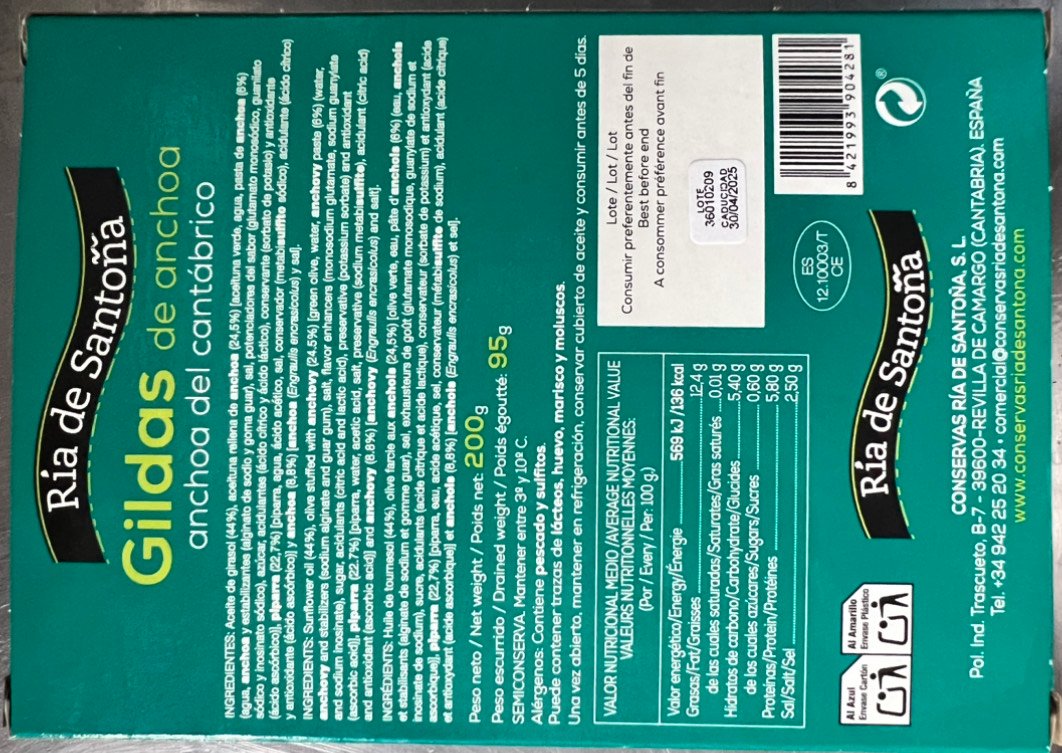 Ría de Santoña
Gildas de anchoa
anchoa del cantábrico
INGREDIENTES: Aceite de girasol (44%), aceituna rellena de anchoa (24,5%) [aceituna verde, agua, pasta de anchoa (6%)
(agua, anchoa y estabilizantes (alginato de sodio y goma guar), sal, potenciadores del sabor (glutamato monosódico, guanilato
sódico y inosinato sódico), azúcar, acidulantes (ácido cítrico y ácido láctico), conservante (sorbato de potasio) y antioxidante
(ácido ascórbico)], piparra (22.7%) [piparra, agua, ácido acético, sal, conservador (metabisulfito sódico), acidulante (ácido cítrico)
y antioxidante (ácido ascórbico)] y anchoa (8,8%) [anchoa (Engraulis encrasicolus) y sal].
INGREDIENTS: Sunflower oil (44%), olive stuffed with anchovy (24.5%) [green olive, water, anchovy paste (6%) (water,
anchovy and stabilizers (sodium alginate and guar gum), salt, flavor enhancers (monosodium glutamate, sodium guanylate
and sodium inosinate), sugar, acidulants (citric acid and lactic acid), preservative (potassium sorbate) and antioxidant
(ascorbic acid)], piparra (22.7%) [piparra, water, acetic acid, salt, preservative (sodium metabisulfite), acidulant (citric acid)
and antioxidant (ascorbic acid)] and anchovy (8.8%) [anchovy (Engraulis encrasicolus) and salt].
INGRÉDIENTS: Huile de tournesol (44%), olive farcie aux anchois (24,5%) [olive verte, eau, pâte d'anchois (6%) (eau, anchois
et stabilisants (alginate de sodium et gomme guar), sel, exhausteurs de goût (glutamate monosodique, guanylate de sodium et
inosinate de sodium), sucre, acidulants (acide citrique et acide lactique), conservateur (sorbate de potassium) et antioxydant (acide
ascorbique)], piparra (22,7%) [piparra, eau, acide acétique, sel, conservateur (métabisulfite de sodium), acidulant (acide citrique)
et antioxydant (acide ascorbique)] et anchois (8,8%) [anchois (Engraulis encrasicolus) et sel].
Peso neto / Net weight / Poids net: 200g
Peso escurrido / Drained weight / Poids égoutté: 95g
SEMICONSERVA. Mantener entre 3º y 10º C.
Alérgenos: Contiene pescado y sulfitos.
Puede contener trazas de lácteos, huevo, marisco y moluscos.
Una vez abierto, mantener en refrigeración, conservar cubierto de aceite y consumir antes de 5 días.
VALOR NUTRICIONAL MEDIO /AVERAGE NUTRITIONAL VALUE
VALEURS NUTRITIONNELLES MOYENNES:
(Por / Every / Per: 100 g.)
Valor energético/Energy/Énergie 569 kJ /136 kcal
Grasas/Fat/Graisses 12,4 g
de las cuales saturadas/Saturates/Gras saturés ....0,01 g
Hidratos de carbono/Carbohydrate/Glucides 5,40 g
de los cuales azúcares/Sugars/Sucres 0,60 g
Proteínas/Protein/Protéines 5,80 g
Sal/Salt/Sel 2,50 g
Lote / Lot / Lot
Consumir preferentemente antes del fin de
Best before end
A consommer préférence avant fin
LOTE
36010209
CADUCIDAD
30/04/2025
8 421993 904281
ES
12.10003/T
CE
®
Al Azul
Envase Cartón
Al Amarillo
Envase Plástico
Ría de Santoña
CONSERVAS RÍA DE SANTOÑA, S. L.
Pol. Ind. Trascueto, B-7 - 39600-REVILLA DE CAMARGO (CANTABRIA). ESPAÑA
Tel. +34 942 25 20 34 • comercial@conservasriadesantona.com
www.conservasriadesantona.com